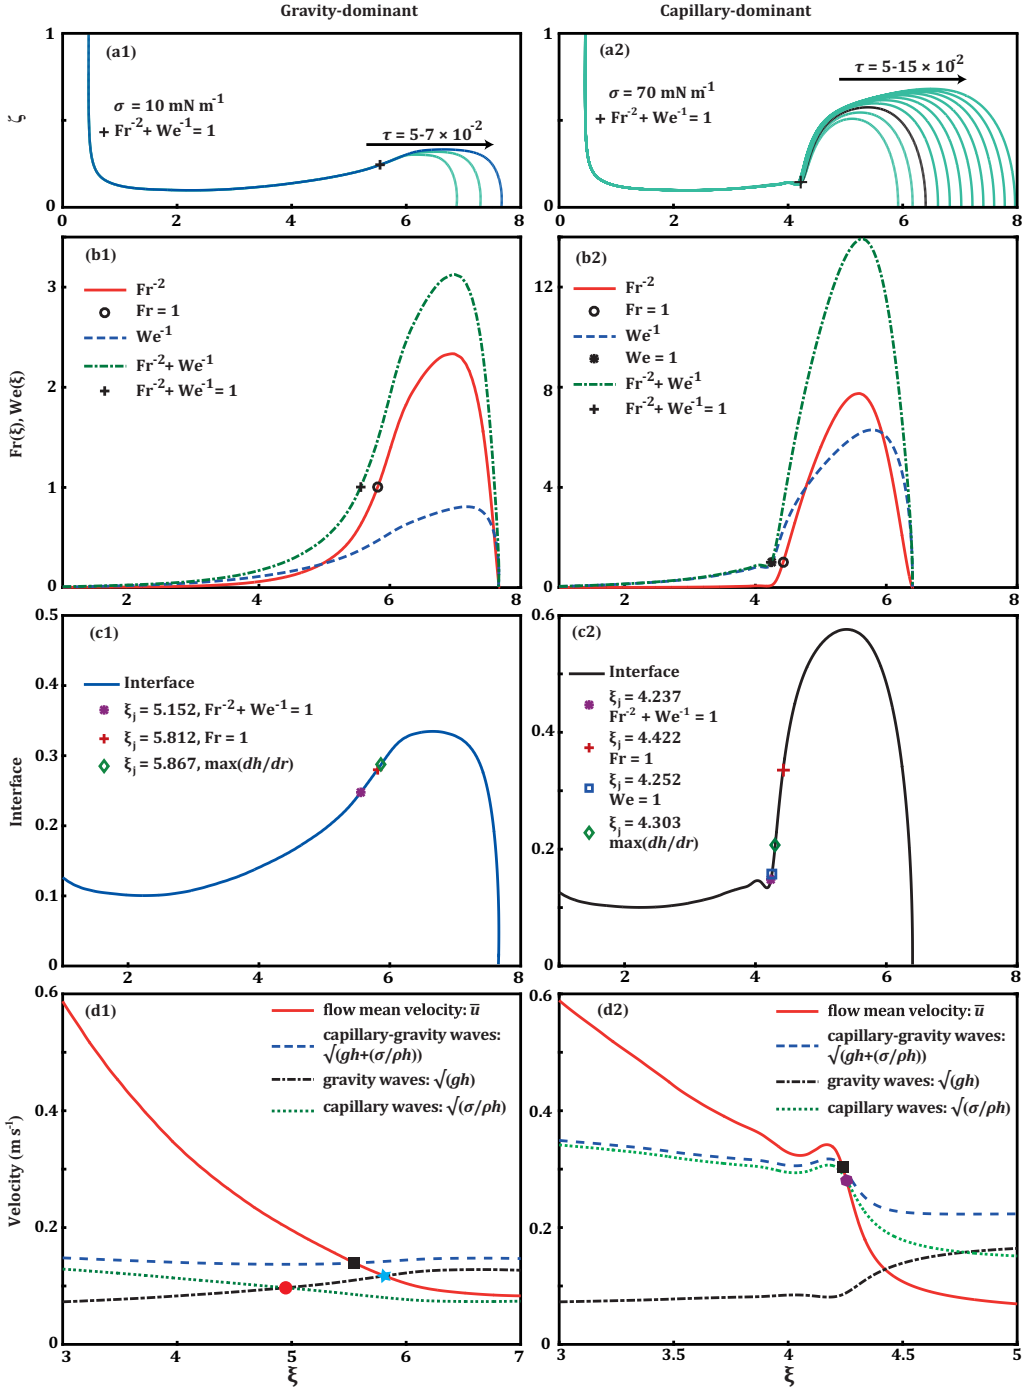 Gravity-dominant
Capillary-dominant
(a1)
σ = 10 mN m⁻¹
+ Fr⁻² + We⁻¹ = 1
τ = 5-7 × 10⁻²
ζ
1
0
0 2 4 6 8
(a2)
σ = 70 mN m⁻¹
+ Fr⁻² + We⁻¹ = 1
τ = 5-15 × 10⁻²
1
0
0 2 4 6 8
(b1)
Fr⁻²
Fr = 1
We⁻¹
Fr⁻² + We⁻¹
Fr⁻² + We⁻¹ = 1
Fr(ξ), We(ξ)
3
2
1
0
2 4 6 8
(b2)
Fr⁻²
Fr = 1
We⁻¹
We = 1
Fr⁻² + We⁻¹
Fr⁻² + We⁻¹ = 1
12
8
4
0
2 4 6 8
(c1)
Interface
ξj = 5.152, Fr⁻² + We⁻¹ = 1
ξj = 5.812, Fr = 1
ξj = 5.867, max(dh/dr)
Interface
0.5
0.4
0.3
0.2
0.1
0
2 4 6 8
(c2)
Interface
ξj = 4.237
Fr⁻² + We⁻¹ = 1
ξj = 4.422
Fr = 1
ξj = 4.252
We = 1
ξj = 4.303
max(dh/dr)
0.6
0.4
0.2
0
2 4 6 8
(d1)
flow mean velocity: u̅
capillary-gravity waves:
√(gh+(σ/ρh))
gravity waves: √(gh)
capillary waves: √(σ/ρh)
Velocity (m s⁻¹)
0.6
0.4
0.2
0
3 4 5 6 7
ξ
(d2)
flow mean velocity: u̅
capillary-gravity waves:
√(gh+(σ/ρh))
gravity waves: √(gh)
capillary waves: √(σ/ρh)
0.6
0.4
0.2
0
3 3.5 4 4.5 5
ξ